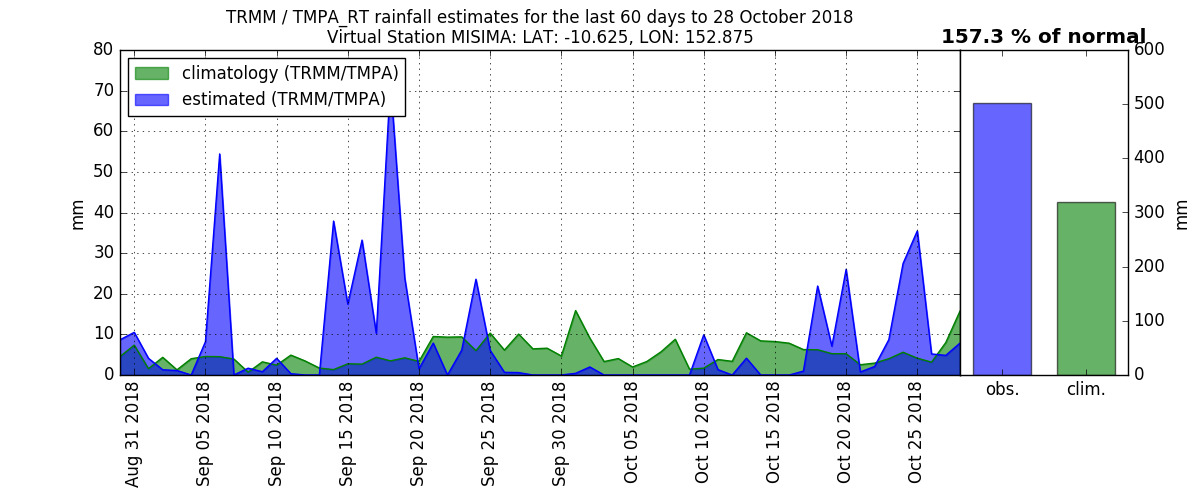 TRMM / TMPA_RT rainfall estimates for the last 60 days to 28 October 2018
Virtual Station MISIMA: LAT: -10.625, LON: 152.875
157.3 % of normal
climatology (TRMM/TMPA)
estimated (TRMM/TMPA)
mm
80
70
60
50
40
30
20
10
0
Aug 31 2018
Sep 05 2018
Sep 10 2018
Sep 15 2018
Sep 20 2018
Sep 25 2018
Sep 30 2018
Oct 05 2018
Oct 10 2018
Oct 15 2018
Oct 20 2018
Oct 25 2018
600
500
400
300
200
100
0
mm
obs.
clim.